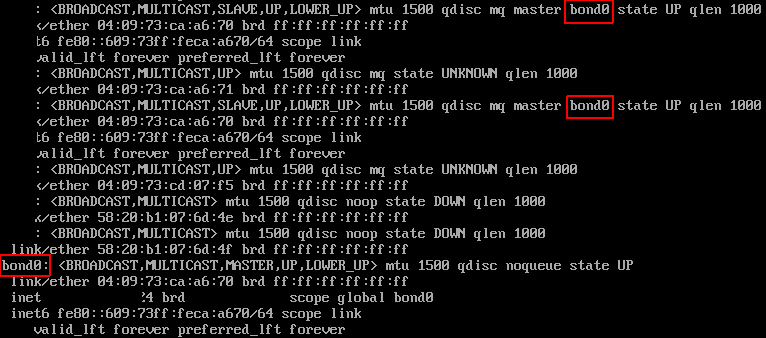 : <BROADCAST,MULTICAST,SLAVE,UP,LOWER_UP> mtu 1500 qdisc mq master bond0 state UP qlen 1000
k/ether 04:09:73:ca:a6:70 brd ff:ff:ff:ff:ff:ff
t6 fe80::609:73ff:feca:a670/64 scope link
valid_lft forever preferred_lft forever
: <BROADCAST,MULTICAST,UP> mtu 1500 qdisc mq state UNKNOWN qlen 1000
k/ether 04:09:73:ca:a6:71 brd ff:ff:ff:ff:ff:ff
: <BROADCAST,MULTICAST,SLAVE,UP,LOWER_UP> mtu 1500 qdisc mq master bond0 state UP qlen 1000
k/ether 04:09:73:ca:a6:70 brd ff:ff:ff:ff:ff:ff
t6 fe80::609:73ff:feca:a670/64 scope link
valid_lft forever preferred_lft forever
: <BROADCAST,MULTICAST,UP> mtu 1500 qdisc mq state UNKNOWN qlen 1000
k/ether 04:09:73:cd:07:f5 brd ff:ff:ff:ff:ff:ff
: <BROADCAST,MULTICAST> mtu 1500 qdisc noop state DOWN qlen 1000
k/ether 58:20:b1:07:6d:4e brd ff:ff:ff:ff:ff:ff
: <BROADCAST,MULTICAST> mtu 1500 qdisc noop state DOWN qlen 1000
link/ether 58:20:b1:07:6d:4f brd ff:ff:ff:ff:ff:ff
bond0: <BROADCAST,MULTICAST,MASTER,UP,LOWER_UP> mtu 1500 qdisc noqueue state UP
link/ether 04:09:73:ca:a6:70 brd ff:ff:ff:ff:ff:ff
inet 24 brd scope global bond0
inet6 fe80::609:73ff:feca:a670/64 scope link
valid_lft forever preferred_lft forever